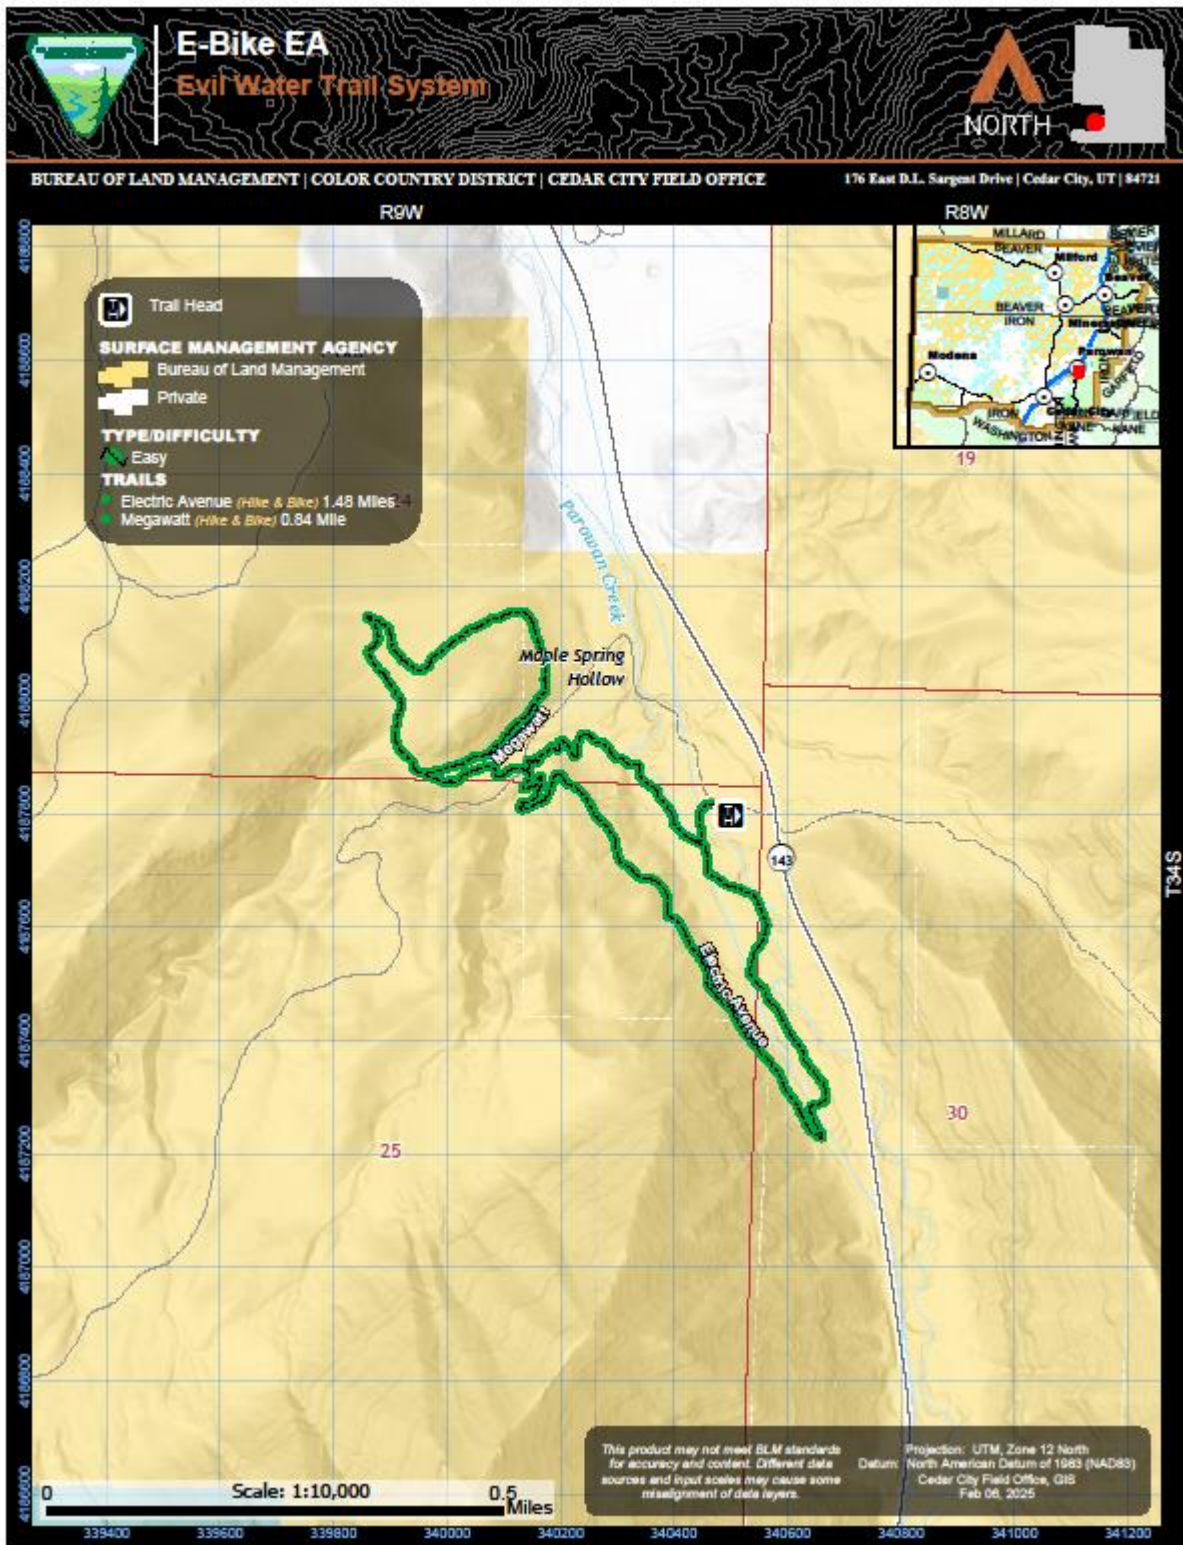 E-Bike EA
Evil Water Trail System
NORTH
BUREAU OF LAND MANAGEMENT | COLOR COUNTRY DISTRICT | CEDAR CITY FIELD OFFICE
176 East D.L. Sargent Drive | Cedar City, UT | 84721
R9W
R8W
Trail Head
SURFACE MANAGEMENT AGENCY
Bureau of Land Management
Private
TYPE/DIFFICULTY
Easy
TRAILS
Electric Avenue (Hike & Bike) 1.48 Miles
Megawatt (Hike & Bike) 0.84 Mile
24
MILLARD
BEAVER
Milford
Beaver
BEAVER
IRON
Modena
Parowan
IRON
WASHINGTON
GARFIELD
KANE
19
Parowan Creek
Maple Spring
Hollow
Megawatt
TH
143
Electric Avenue
T34S
25
30
4188800
4188600
4188400
4188200
4188000
4187800
4187600
4187400
4187200
4187000
4186800
4186600
0
Scale: 1:10,000
0.5
Miles
This product may not meet BLM standards
for accuracy and content. Different data
sources and input scales may cause some
misalignment of data layers.
Projection: UTM, Zone 12 North
Datum: North American Datum of 1983 (NAD83)
Cedar City Field Office, GIS
Feb 06, 2025
339400
339600
339800
340000
340200
340400
340600
340800
341000
341200